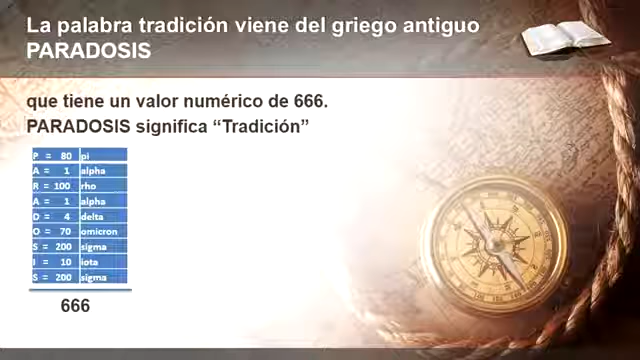 La palabra tradición viene del griego antiguo
PARADOSIS
que tiene un valor numérico de 666.
PARADOSIS significa “Tradición”
P = 80 pi
A = 1 alpha
R = 100 rho
A = 1 alpha
D = 4 delta
O = 70 omicron
S = 200 sigma
I = 10 iota
S = 200 sigma
666